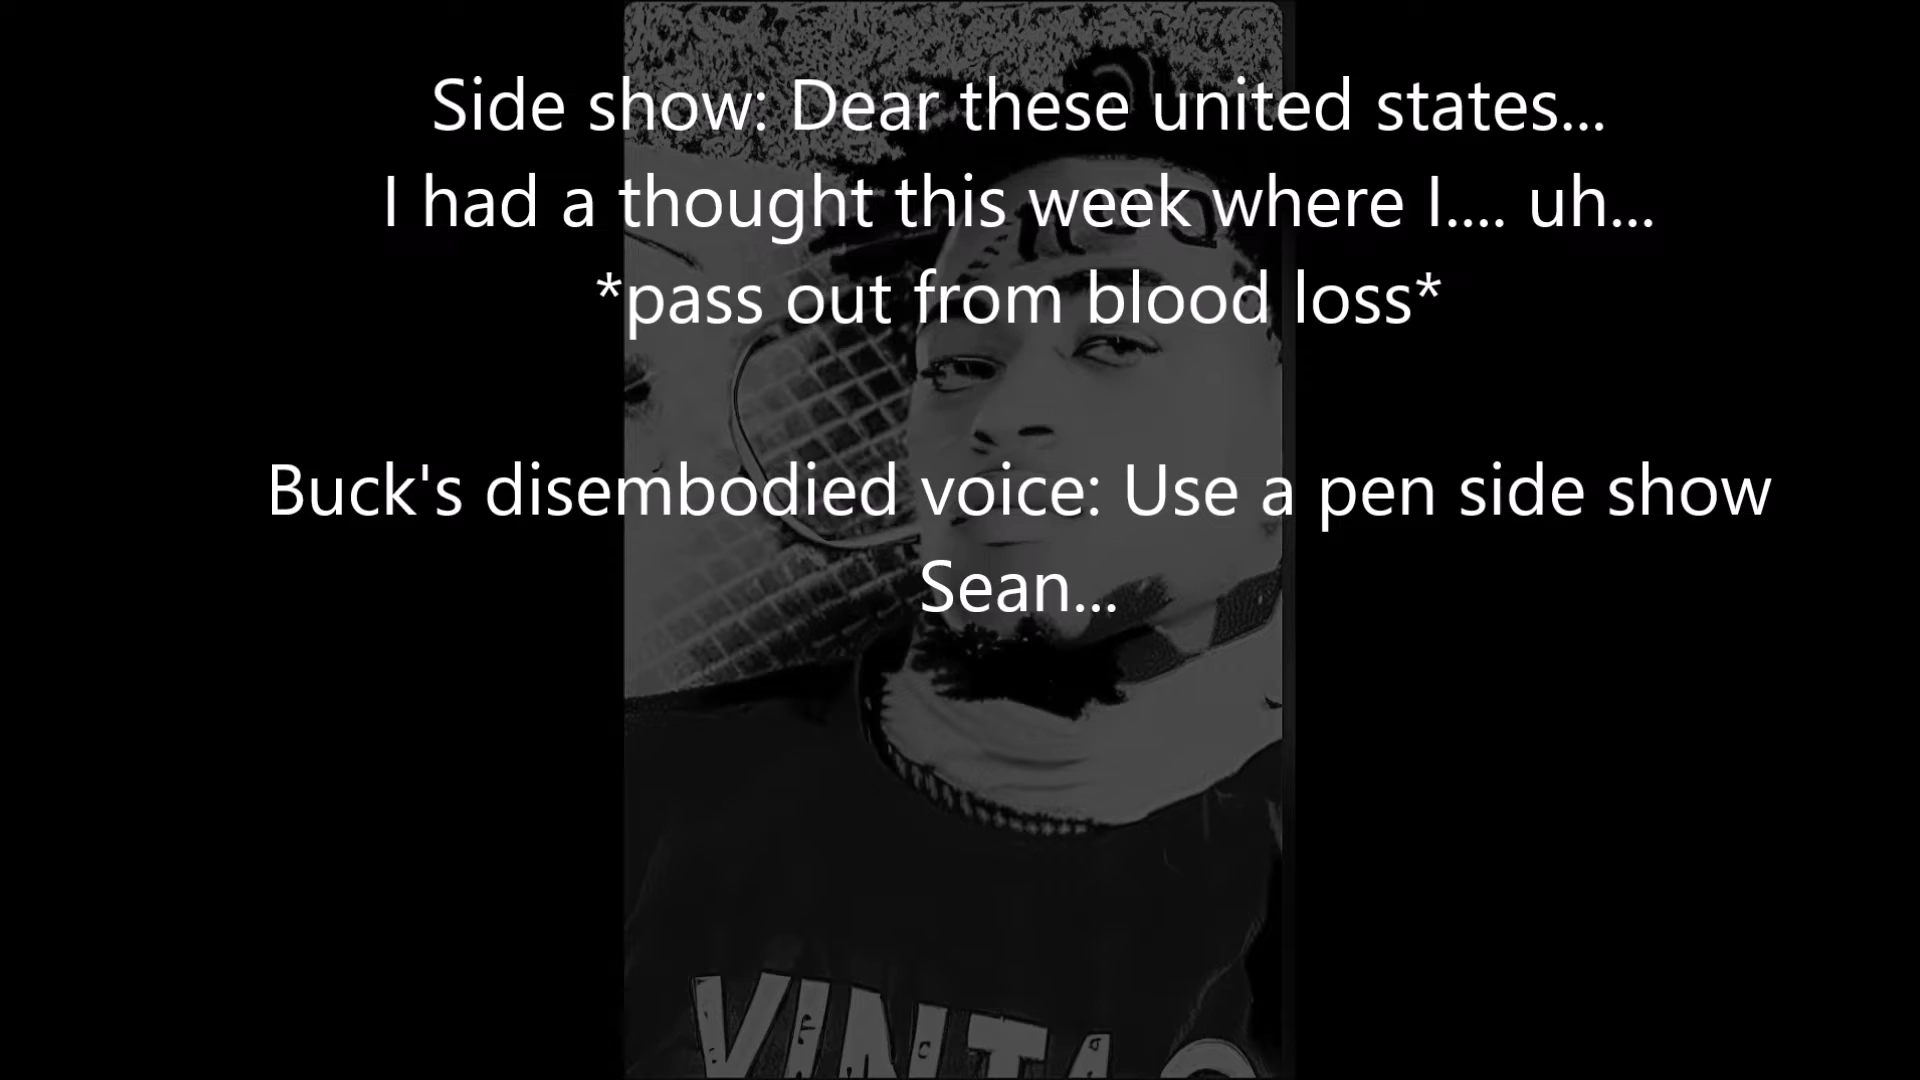 Side show: Dear these united states...
I had a thought this week where I.... uh...
*pass out from blood loss*
Buck's disembodied voice: Use a pen side show
Sean...